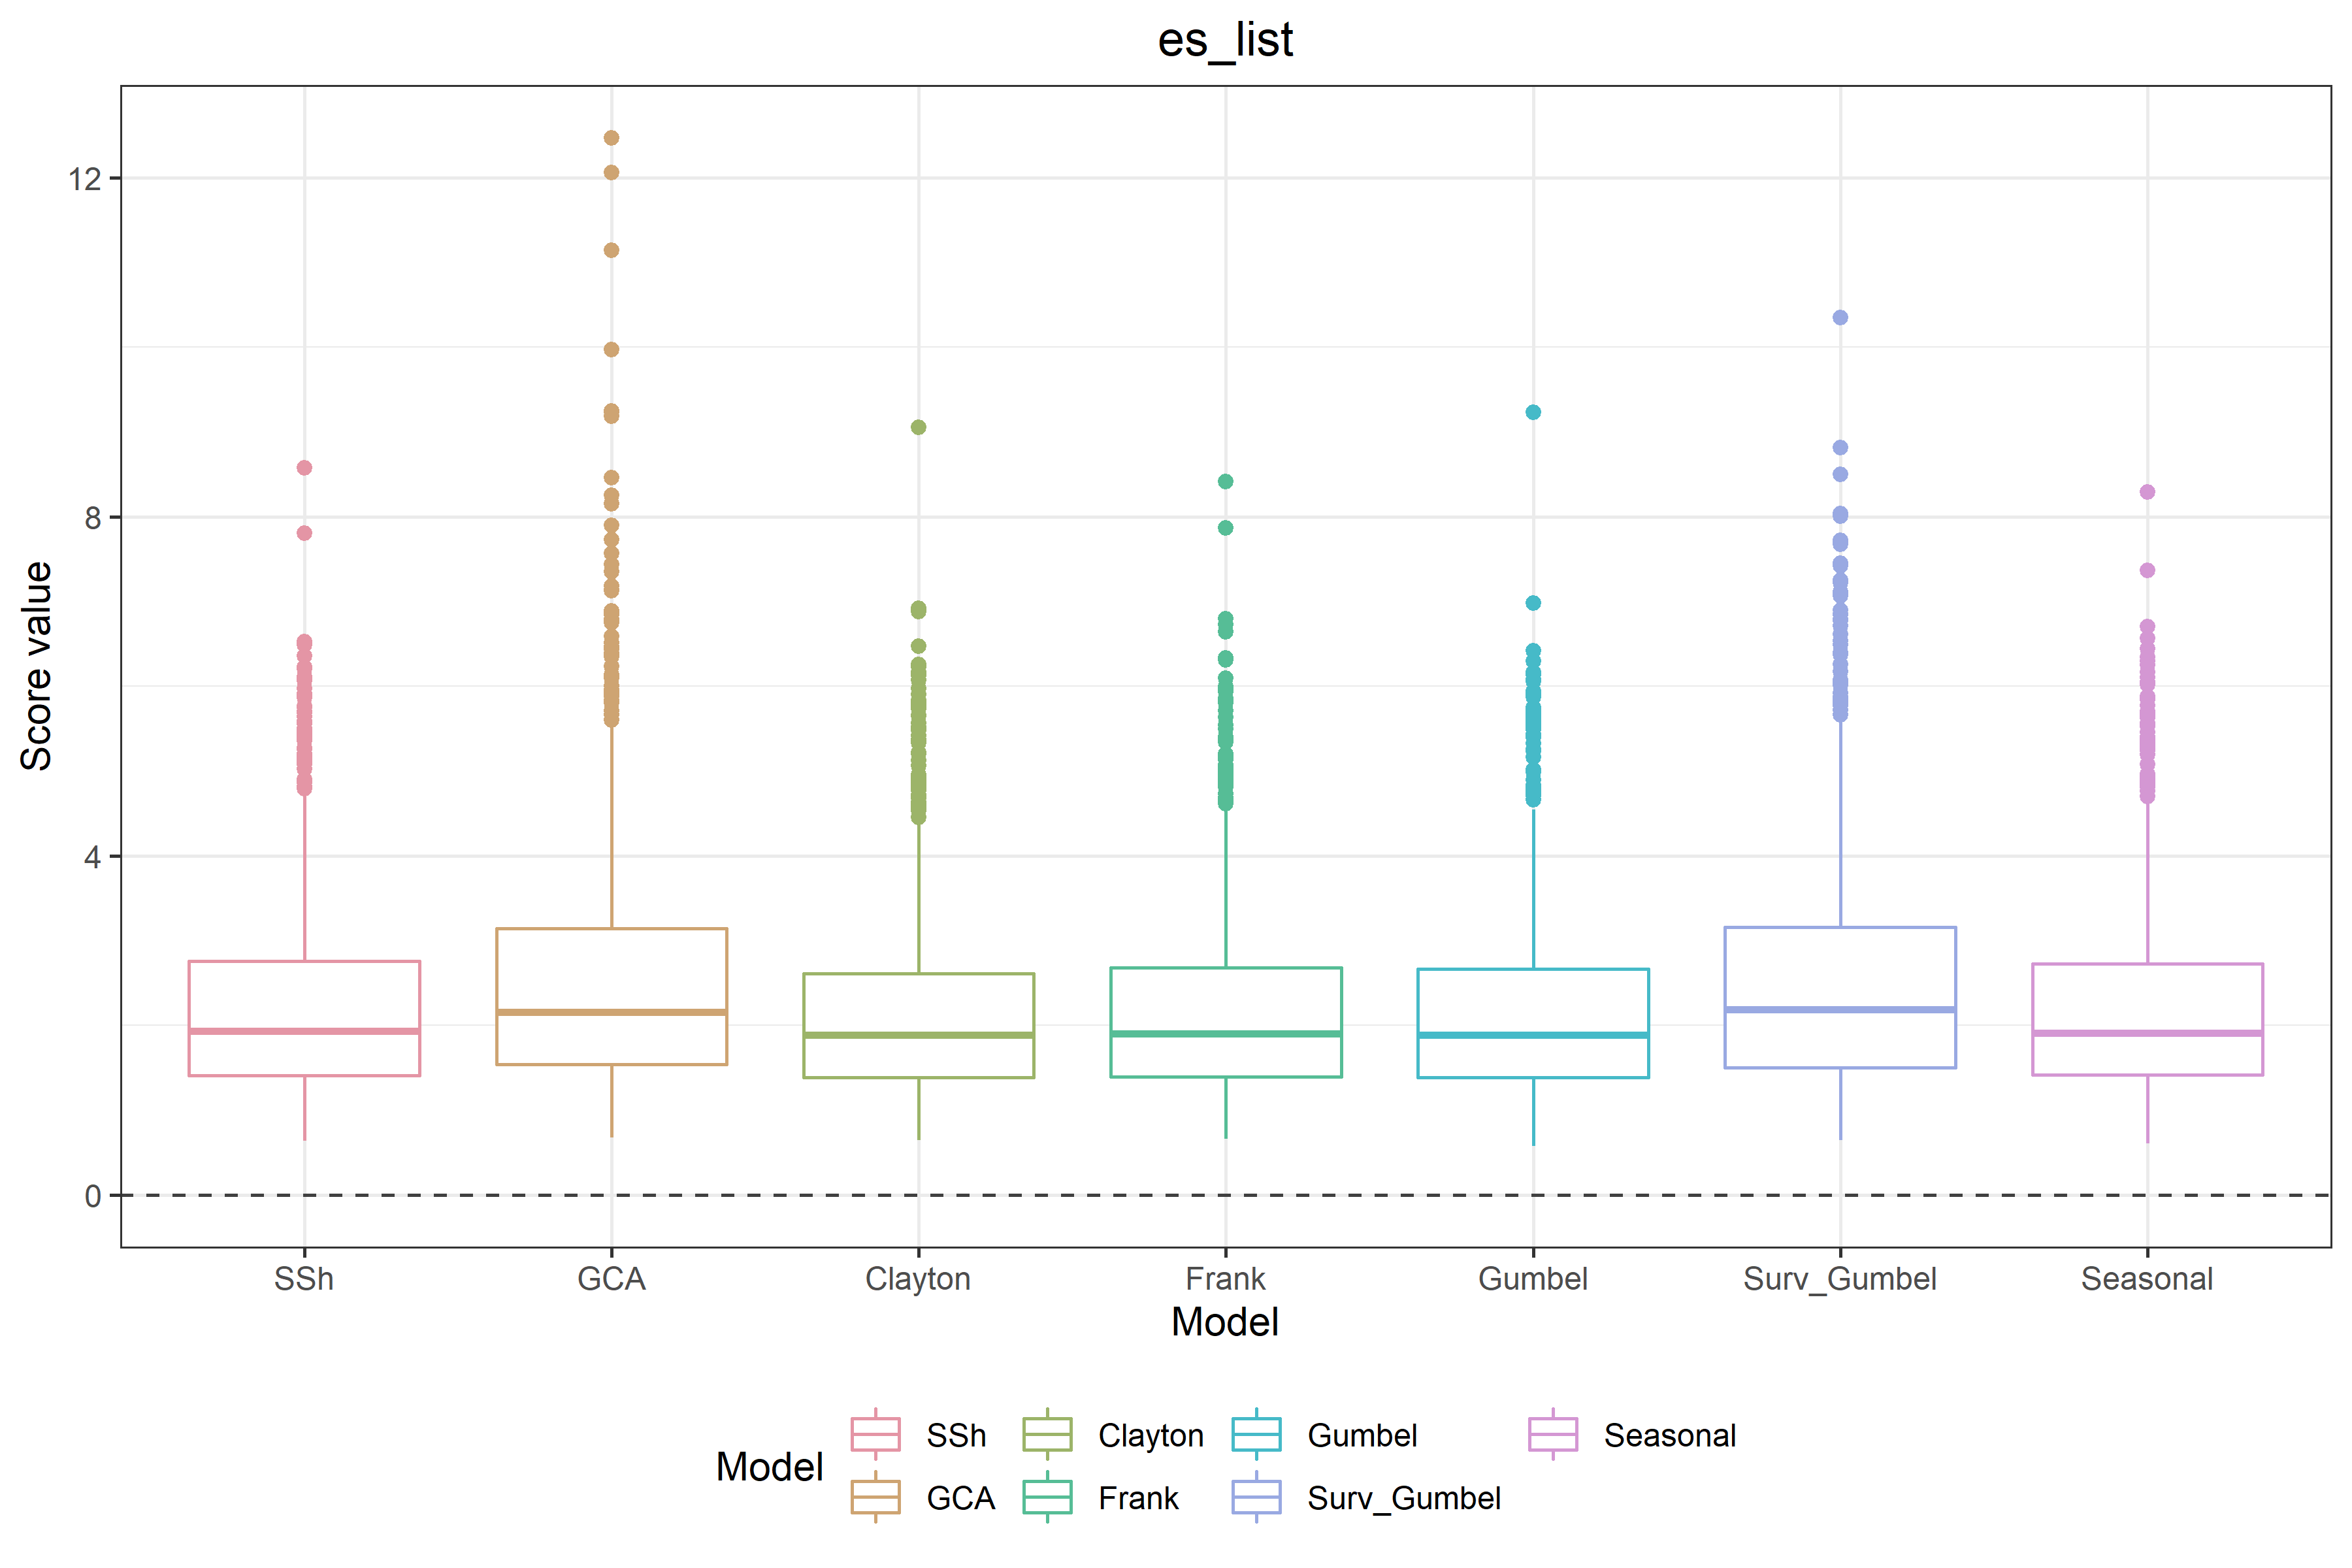 es_list
Score value
12
8
4
0
SSh GCA Clayton Frank Gumbel Surv_Gumbel Seasonal
Model
Model
SSh Clayton Gumbel Seasonal
GCA Frank Surv_Gumbel